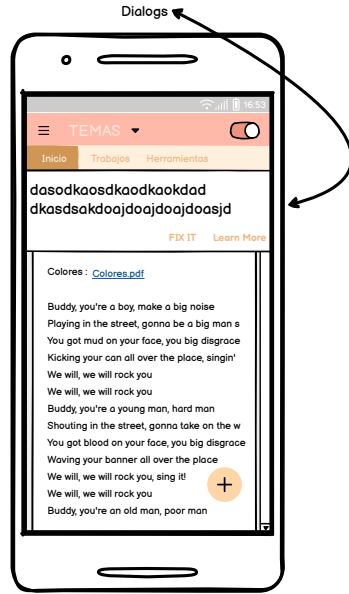 Dialogs
16:53
TEMAS
Inicio Trabajos Herramientas
dasodkaosdkaodkaokdad
dkasdsakdoajdoajdoajdoasjd
FIX IT Learn More
Colores : Colores.pdf
Buddy, you're a boy, make a big noise
Playing in the street, gonna be a big man s
You got mud on your face, you big disgrace
Kicking your can all over the place, singin'
We will, we will rock you
We will, we will rock you
Buddy, you're a young man, hard man
Shouting in the street, gonna take on the w
You got blood on your face, you big disgrace
Waving your banner all over the place
We will, we will rock you, sing it!
We will, we will rock you
Buddy, you're an old man, poor man